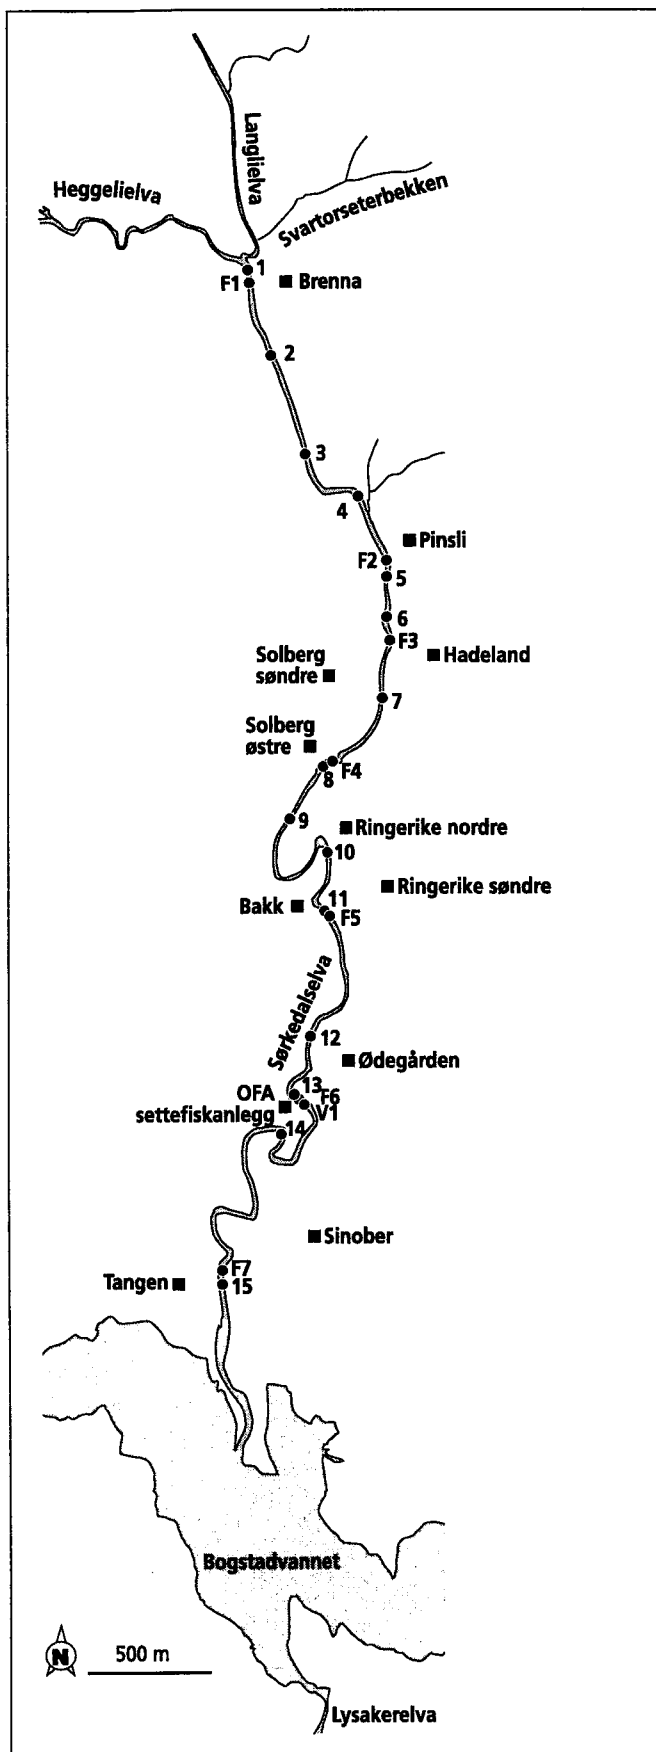 Langlielva
Heggelielva
Svartorseterbekken
1
F1
Brenna
2
3
4
Pinsli
F2
5
6
F3
Hadeland
Solberg
søndre
7
Solberg
østre
F4
8
9
Ringerike nordre
10
Ringerike søndre
Bakk
11
F5
Sørkedalselva
12
Ødegården
13
OFA
settefiskanlegg
F6
V1
14
Sinober
F7
Tangen
15
Bogstadvannet
N
500 m
Lysakerelva